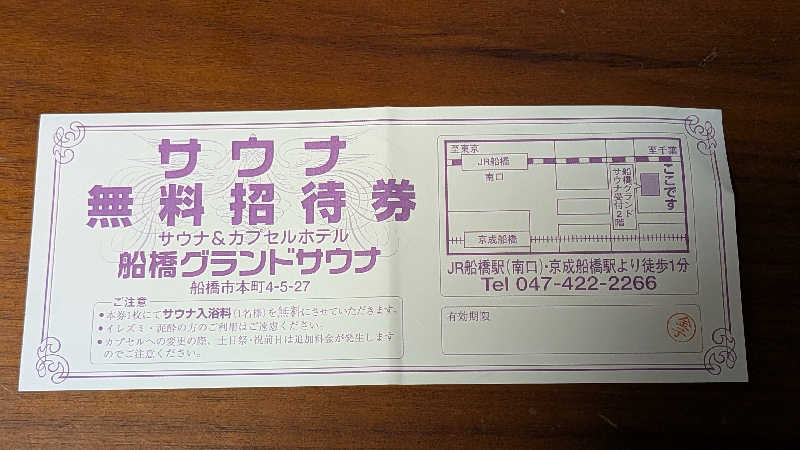 サウナ
無料招待券
サウナ&カプセルホテル
船橋グランドサウナ
船橋市本町4-5-27
ご注意
●本券1枚にてサウナ入浴料(1名様)を無料にさせていただきます。
●イレズミ・泥酔の方のご利用はご遠慮ください。
●カプセルへの変更の際、土日祭・祝前日は追加料金が発生します
のでご注意ください。
至東京
至千葉
JR船橋
南口
船橋グランド
サウナ受付2階
ここです
京成船橋
JR船橋駅(南口)・京成船橋駅より徒歩1分
Tel 047-422-2266
有効期限